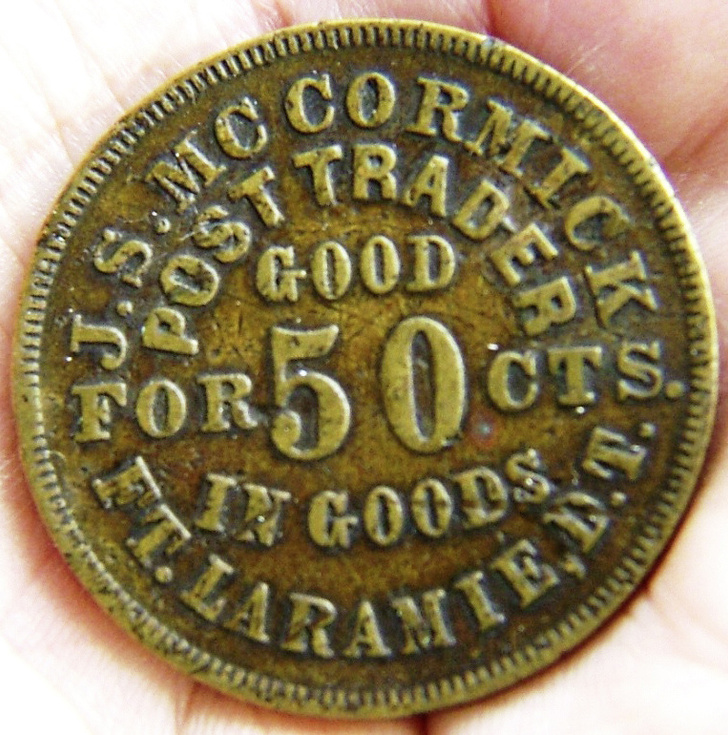 J. S. MC CORMICK
POST TRADER
GOOD
FOR 50 CTS.
IN GOODS
FT. LARAMIE, D. T.